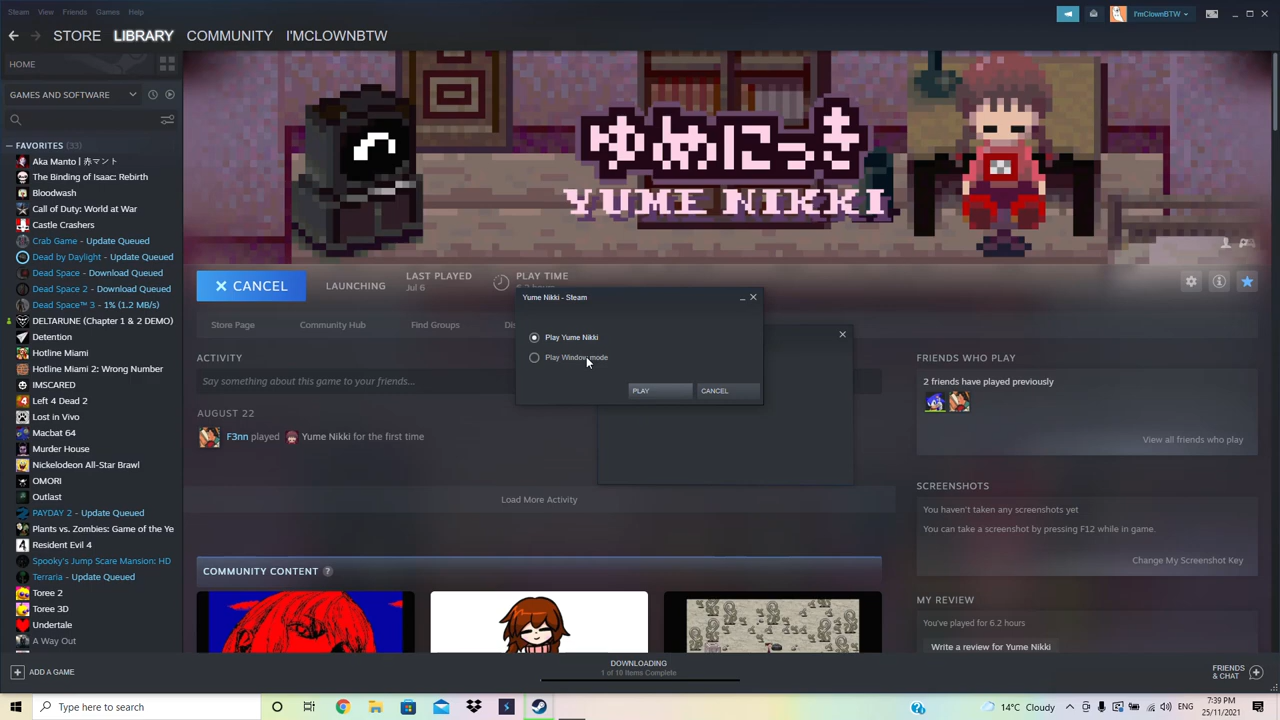 Steam View Friends Games Help
I'mClownBTW
STORE LIBRARY COMMUNITY I'MCLOWNBTW
HOME
GAMES AND SOFTWARE
FAVORITES (33)
Aka Manto | 赤マント
The Binding of Isaac: Rebirth
Bloodwash
Call of Duty: World at War
Castle Crashers
Crab Game - Update Queued
Dead by Daylight - Update Queued
Dead Space - Download Queued
Dead Space 2 - Download Queued
Dead Space™ 3 - 1% (1.2 MB/s)
DELTARUNE (Chapter 1 & 2 DEMO)
Detention
Hotline Miami
Hotline Miami 2: Wrong Number
IMSCARED
Left 4 Dead 2
Lost in Vivo
Macbat 64
Murder House
Nickelodeon All-Star Brawl
OMORI
Outlast
PAYDAY 2 - Update Queued
Plants vs. Zombies: Game of the Ye
Resident Evil 4
Spooky's Jump Scare Mansion: HD
Terraria - Update Queued
Toree 2
Toree 3D
Undertale
A Way Out
ADD A GAME
ゆめにっき
YUME NIKKI
CANCEL
LAUNCHING
LAST PLAYED
Jul 6
PLAY TIME
6.2 hours
Store Page Community Hub Find Groups Dis
Yume Nikki - Steam
Play Yume Nikki
Play Window mode
PLAY CANCEL
ACTIVITY
Say something about this game to your friends...
AUGUST 22
F3nn played Yume Nikki for the first time
Load More Activity
COMMUNITY CONTENT ?
FRIENDS WHO PLAY
2 friends have played previously
View all friends who play
SCREENSHOTS
You haven't taken any screenshots yet
You can take a screenshot by pressing F12 while in game.
Change My Screenshot Key
MY REVIEW
You've played for 6.2 hours
Write a review for Yume Nikki
DOWNLOADING
1 of 10 Items Complete
FRIENDS
& CHAT
Type here to search
14°C Cloudy
ENG
7:39 PM
25/11/2021